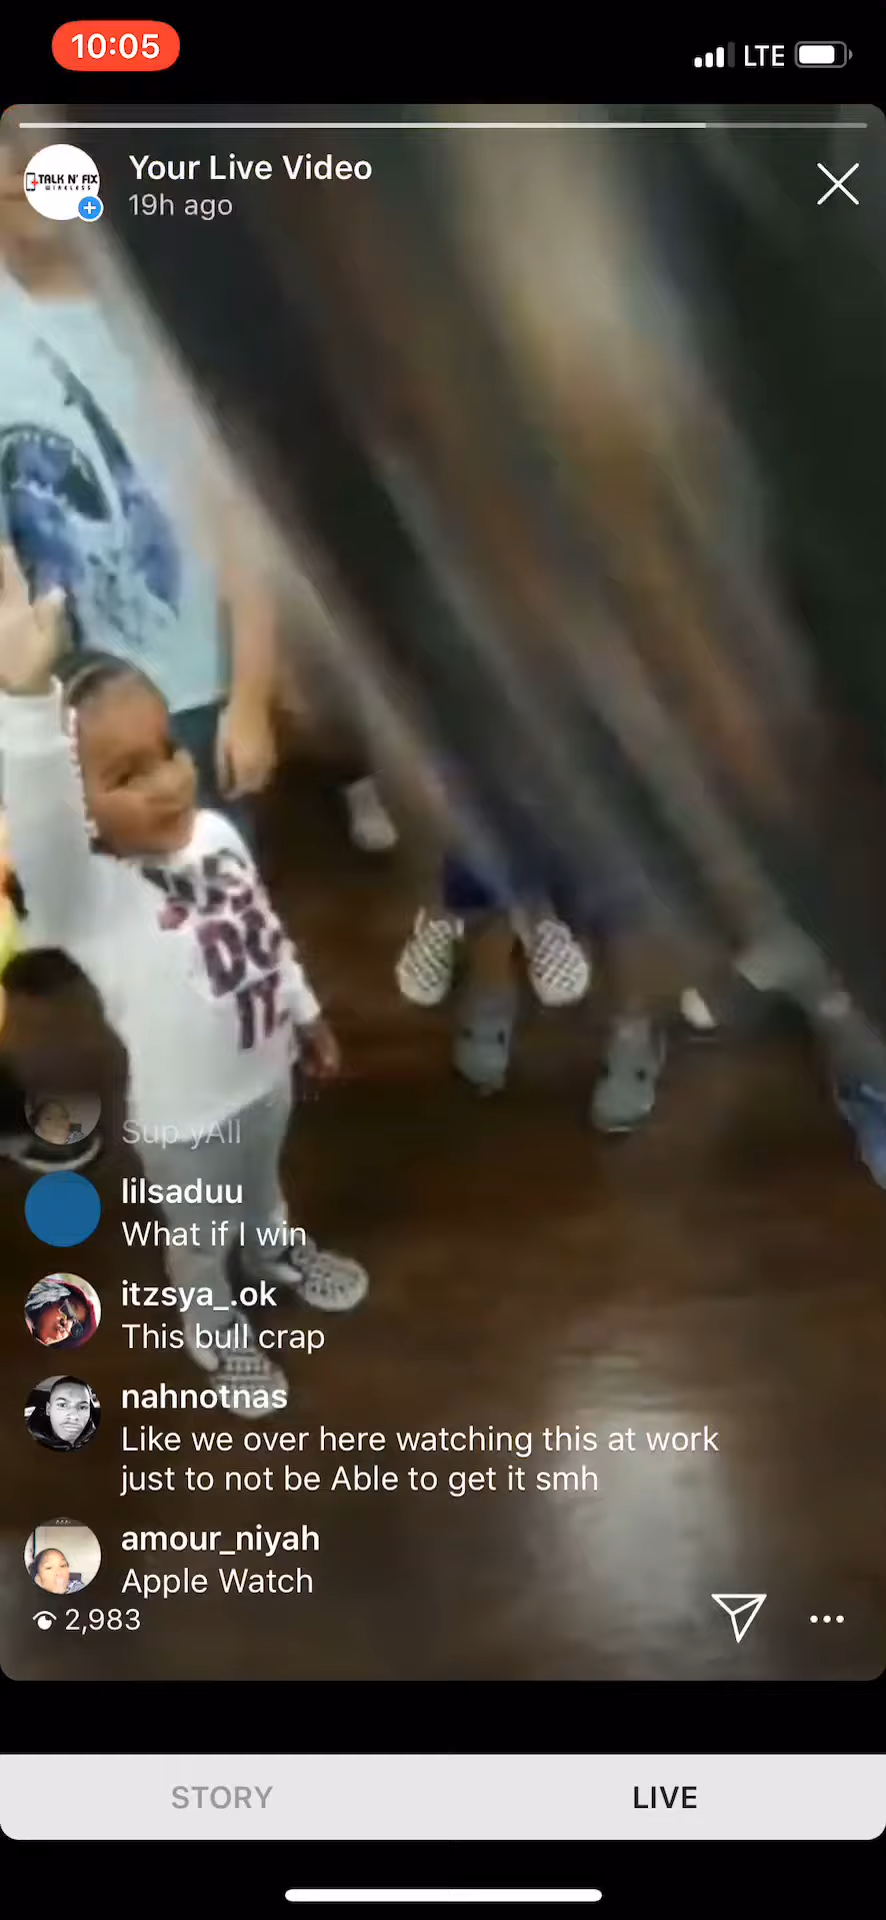 10:05
LTE
TALK N' FIX
WIRELESS
Your Live Video
19h ago
DO
IT.
Sup yAll
lilsaduu
What if I win
itzsya_.ok
This bull crap
nahnotnas
Like we over here watching this at work
just to not be Able to get it smh
amour_niyah
Apple Watch
2,983
STORY
LIVE